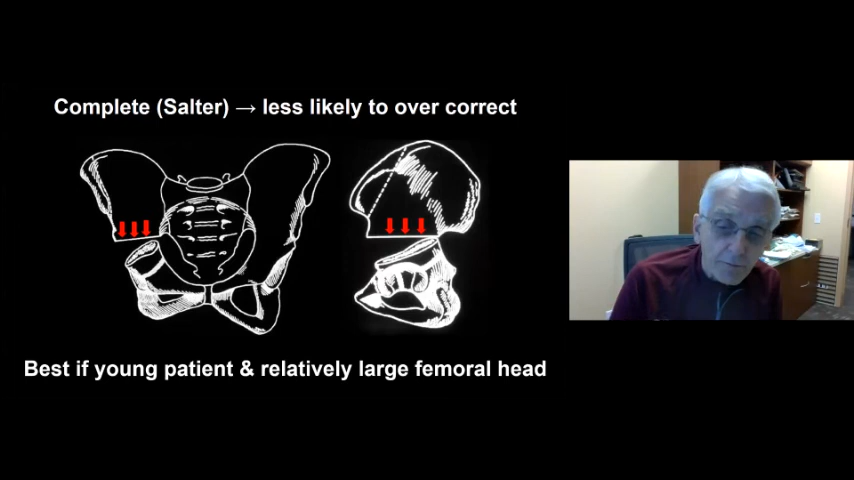 Complete (Salter) → less likely to over correct
Best if young patient & relatively large femoral head